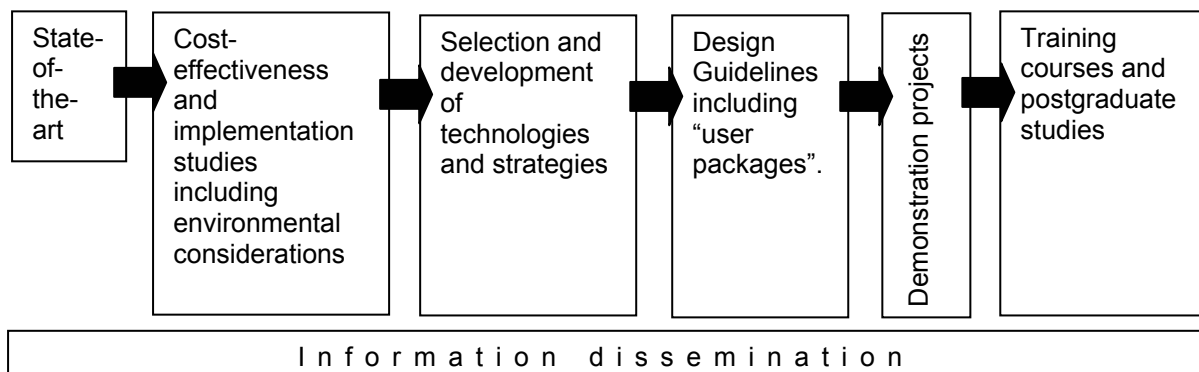 State-
of-
the-
art
Cost-
effectiveness
and
implementation
studies
including
environmental
considerations
Selection and
development
of
technologies
and strategies
Design
Guidelines
including
“user
packages”.
Demonstration projects
Training
courses and
postgraduate
studies
Information dissemination